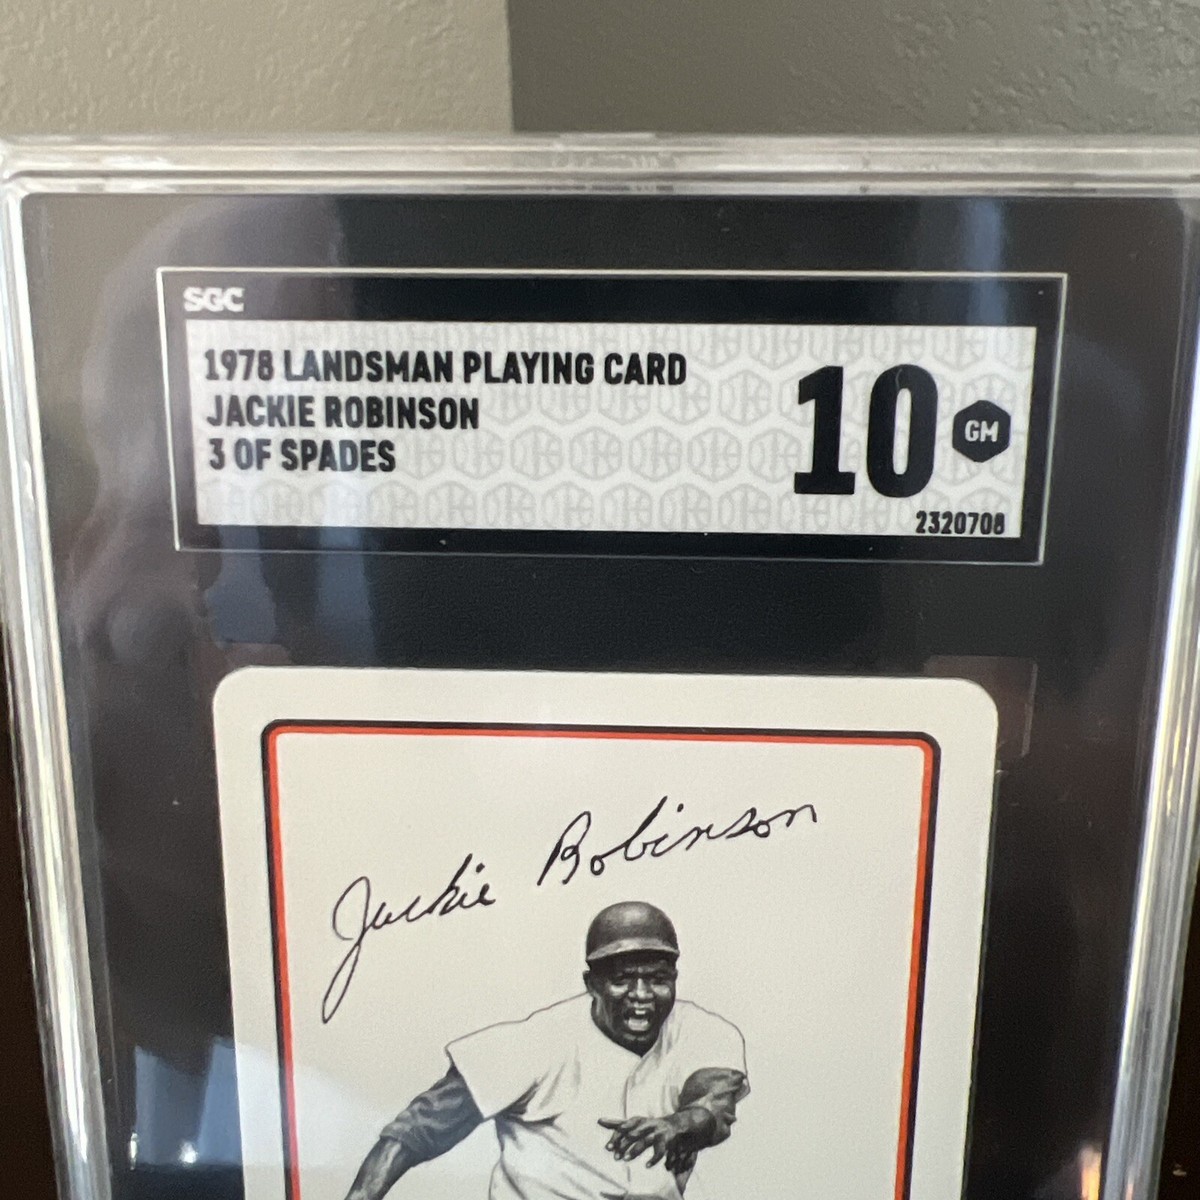 SGC
1978 LANDSMAN PLAYING CARD
JACKIE ROBINSON
3 OF SPADES
10 GM
2320708
Jackie Robinson